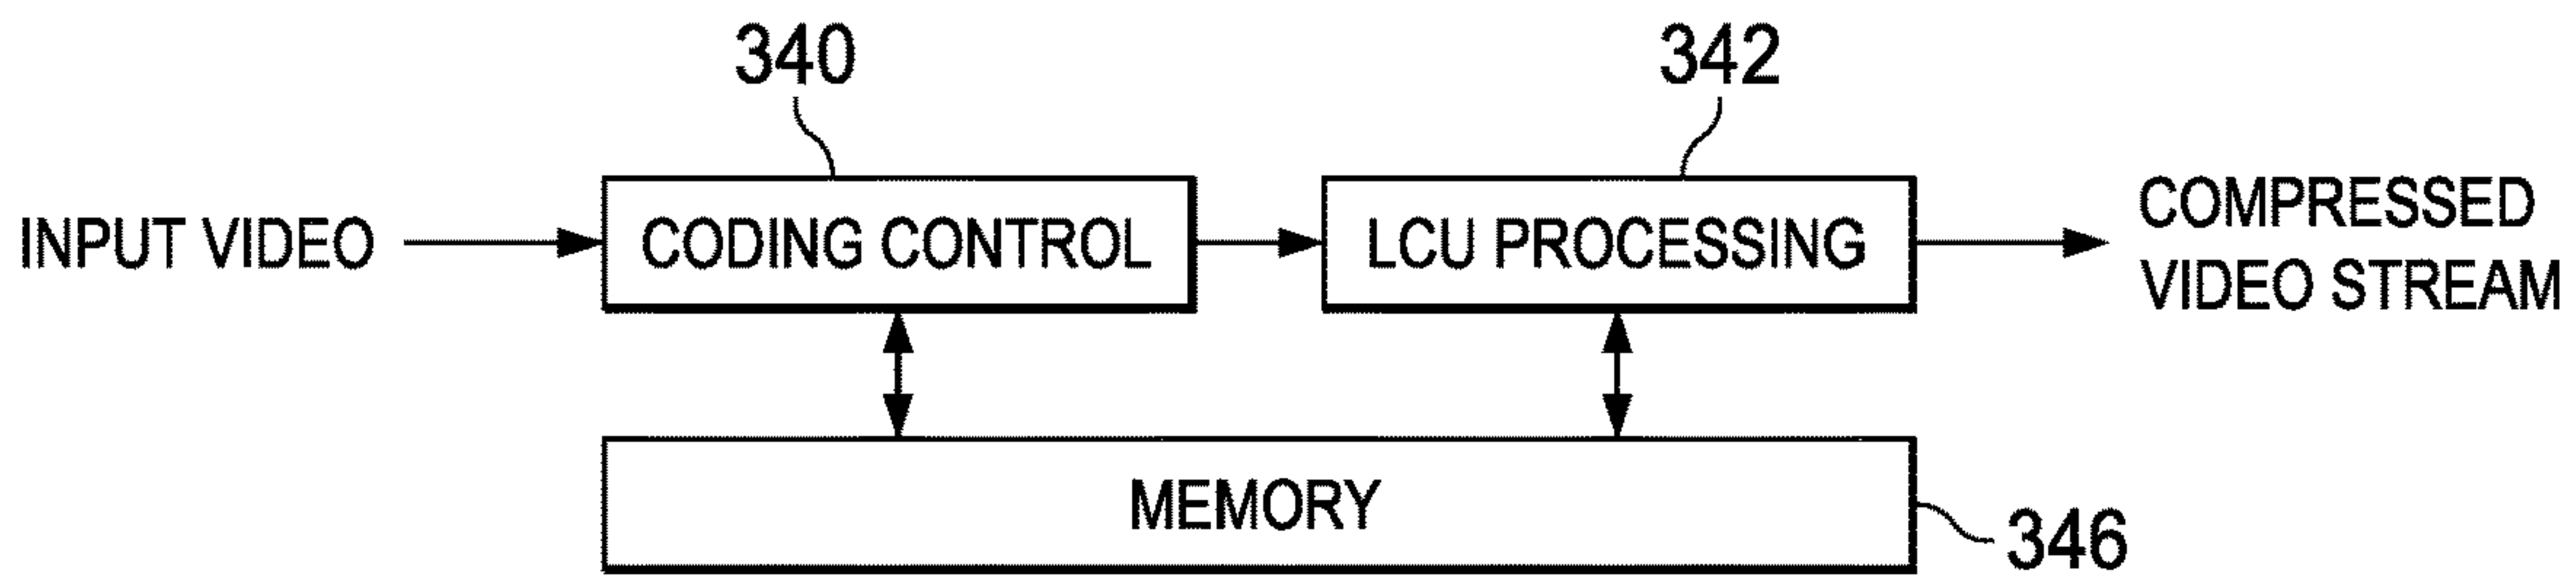 340
342
INPUT VIDEO
CODING CONTROL
LCU PROCESSING
COMPRESSED
VIDEO STREAM
MEMORY
346